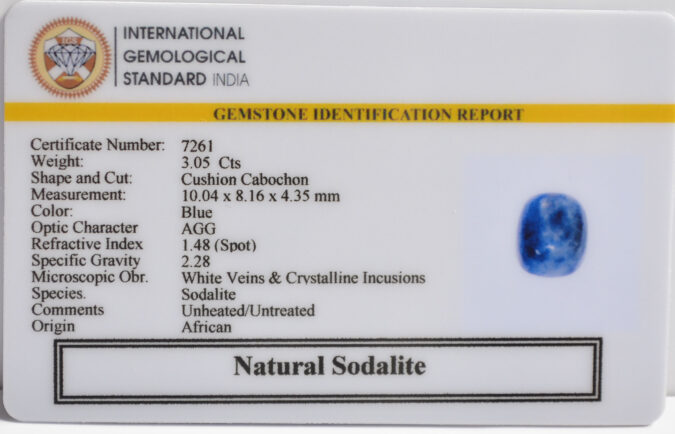 IGS
INTERNATIONAL
GEMOLOGICAL
STANDARD INDIA
GEMSTONE IDENTIFICATION REPORT
Certificate Number: 7261
Weight: 3.05 Cts
Shape and Cut: Cushion Cabochon
Measurement: 10.04 x 8.16 x 4.35 mm
Color: Blue
Optic Character AGG
Refractive Index 1.48 (Spot)
Specific Gravity 2.28
Microscopic Obr. White Veins & Crystalline Incusions
Species. Sodalite
Comments Unheated/Untreated
Origin African
Natural Sodalite